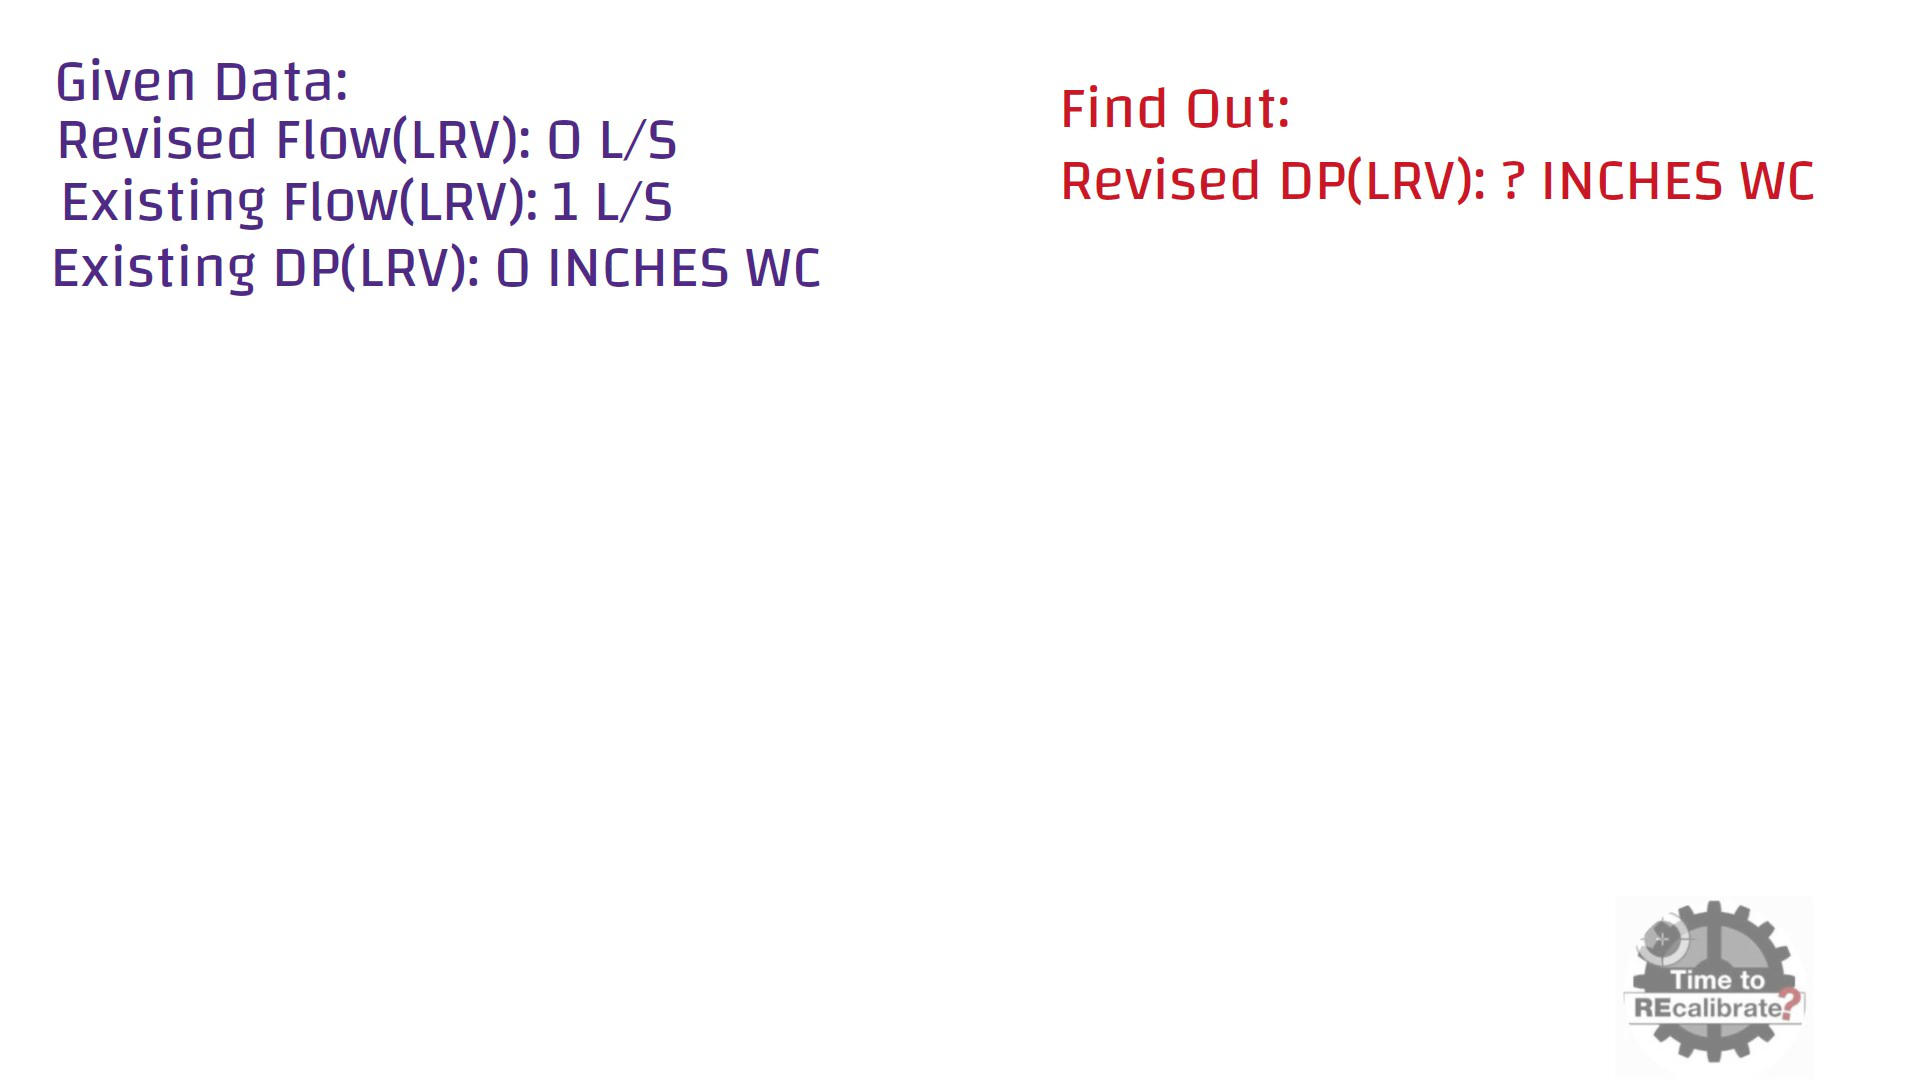 Given Data:
Revised Flow(LRV): 0 L/S
Existing Flow(LRV): 1 L/S
Existing DP(LRV): 0 INCHES WC
Find Out:
Revised DP(LRV): ? INCHES WC
Time to
REcalibrate?